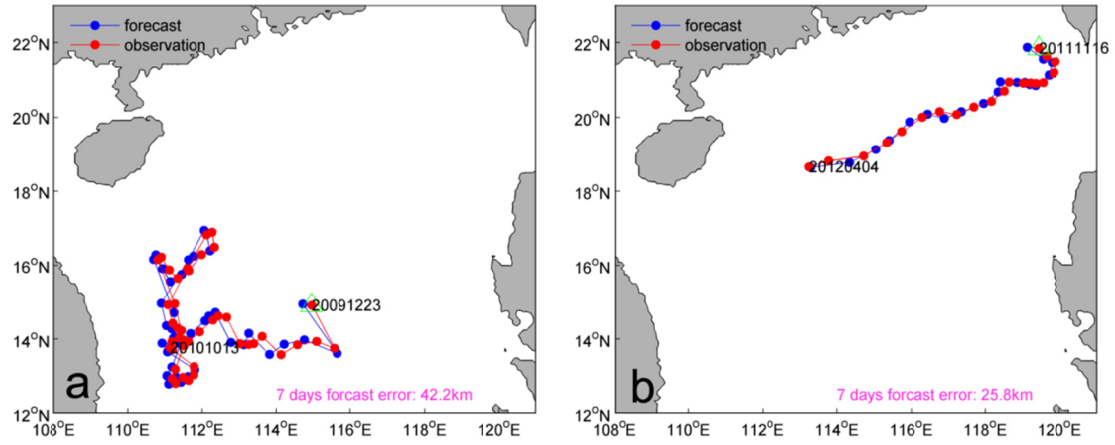 forecast
observation
22°N
20°N
18°N
16°N
14°N
12°N
108°E
110°E
112°E
114°E
116°E
118°E
120°E
20091223
20101013
a
7 days forcast error: 42.2km
forecast
observation
22°N
20°N
18°N
16°N
14°N
12°N
108°E
110°E
112°E
114°E
116°E
118°E
120°E
20111116
20120404
b
7 days forcast error: 25.8km